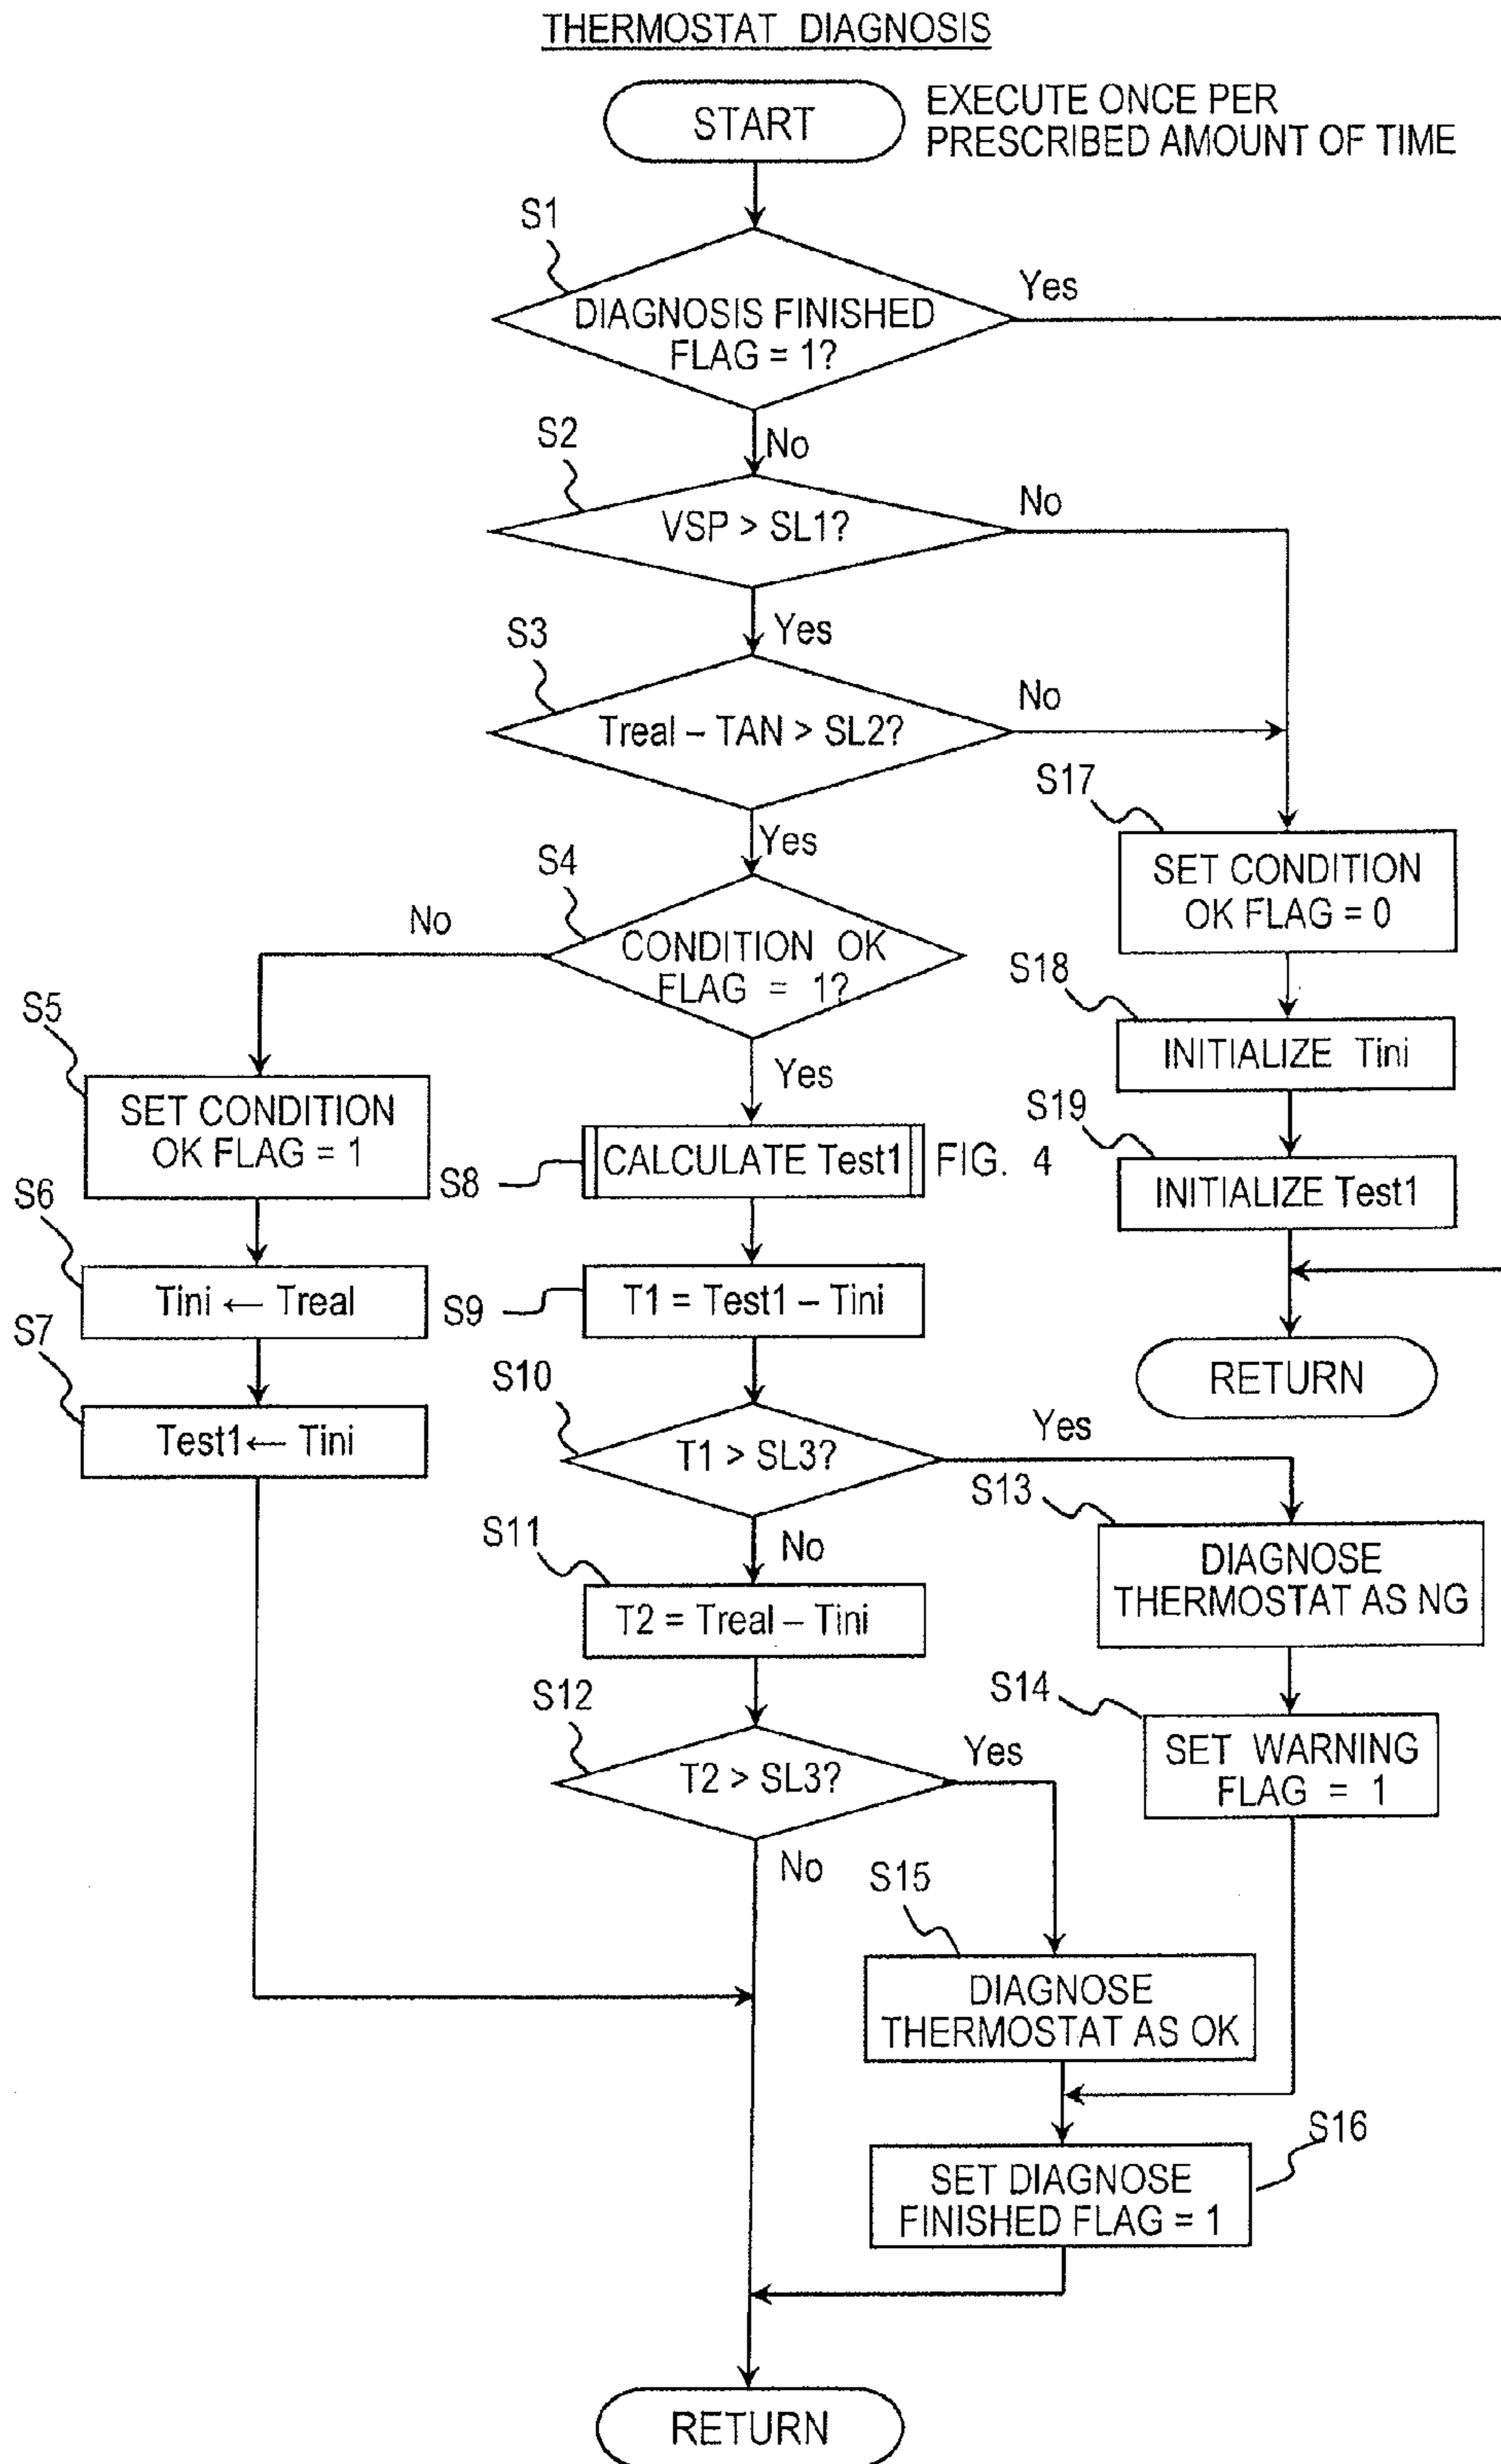 THERMOSTAT DIAGNOSIS
START
EXECUTE ONCE PER
PRESCRIBED AMOUNT OF TIME
S1
DIAGNOSIS FINISHED
FLAG = 1?
Yes
No
S2
VSP > SL1?
No
Yes
S3
Treal – TAN > SL2?
No
Yes
S4
CONDITION OK
FLAG = 1?
No
Yes
S17
SET CONDITION
OK FLAG = 0
S18
INITIALIZE Tini
S19
INITIALIZE Test1
RETURN
S5
SET CONDITION
OK FLAG = 1
S6
Tini ← Treal
S7
Test1 ← Tini
S8
CALCULATE Test1
FIG. 4
S9
T1 = Test1 – Tini
S10
T1 > SL3?
Yes
No
S11
T2 = Treal – Tini
S12
T2 > SL3?
Yes
No
S13
DIAGNOSE
THERMOSTAT AS NG
S14
SET WARNING
FLAG = 1
S15
DIAGNOSE
THERMOSTAT AS OK
S16
SET DIAGNOSE
FINISHED FLAG = 1
RETURN